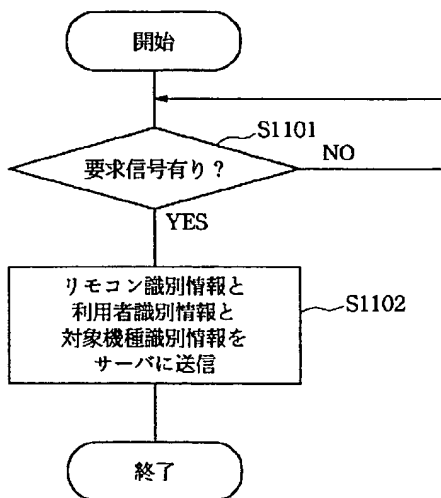 開始
S1101
要求信号有り？
NO
YES
リモコン識別情報と
利用者識別情報と
対象機種識別情報を
サーバに送信
S1102
終了